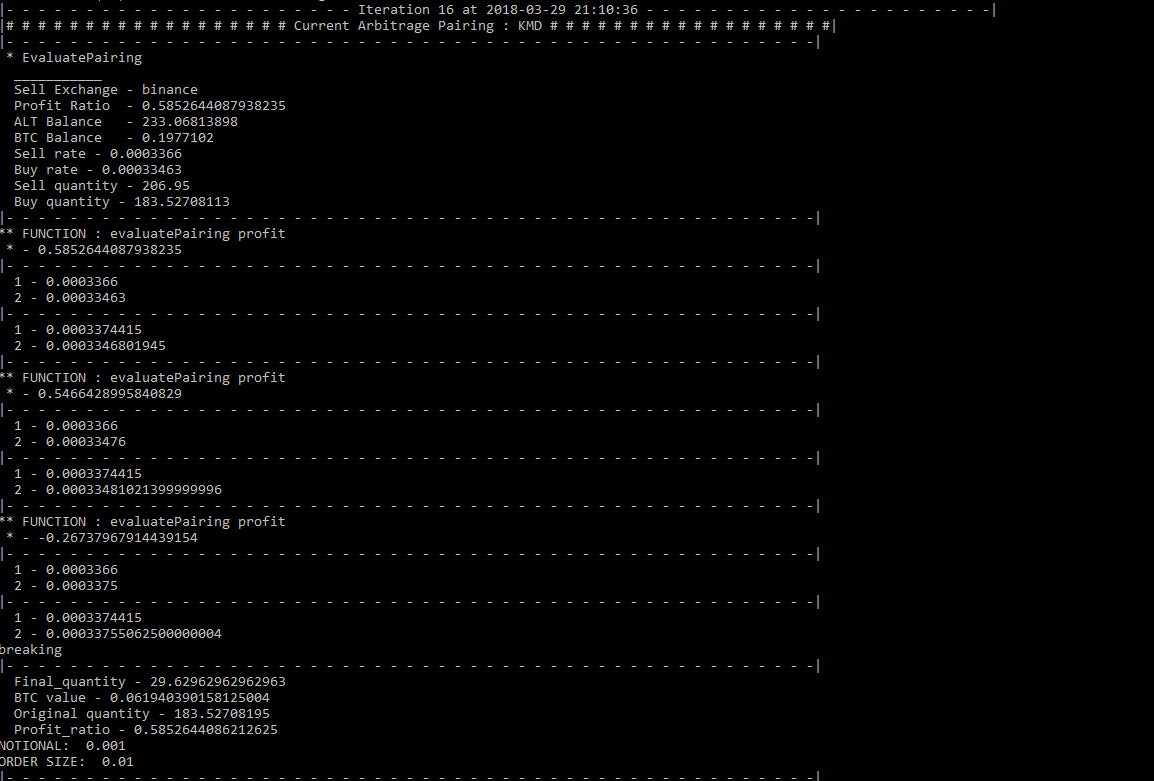 |- - - - - - - - - - - - - - - - - - - - - - Iteration 16 at 2018-03-29 21:10:36 - - - - - - - - - - - - - - - - - - - - - -|
|# # # # # # # # # # # # # # # # # # Current Arbitrage Pairing : KMD # # # # # # # # # # # # # # # # # #|
|- - - - - - - - - - - - - - - - - - - - - - - - - - - - - - - - - - - - - - - - - - - - - - - - - - -|
* EvaluatePairing
___________
Sell Exchange - binance
Profit Ratio  - 0.5852644087938235
ALT Balance   - 233.06813898
BTC Balance   - 0.1977102
Sell rate - 0.0003366
Buy rate - 0.00033463
Sell quantity - 206.95
Buy quantity - 183.52708113
|- - - - - - - - - - - - - - - - - - - - - - - - - - - - - - - - - - - - - - - - - - - - - - - - - - -|
** FUNCTION : evaluatePairing profit
* - 0.5852644087938235
|- - - - - - - - - - - - - - - - - - - - - - - - - - - - - - - - - - - - - - - - - - - - - - - - - - -|
1 - 0.0003366
2 - 0.00033463
|- - - - - - - - - - - - - - - - - - - - - - - - - - - - - - - - - - - - - - - - - - - - - - - - - - -|
1 - 0.0003374415
2 - 0.0003346801945
|- - - - - - - - - - - - - - - - - - - - - - - - - - - - - - - - - - - - - - - - - - - - - - - - - - -|
** FUNCTION : evaluatePairing profit
* - 0.5466428995840829
|- - - - - - - - - - - - - - - - - - - - - - - - - - - - - - - - - - - - - - - - - - - - - - - - - - -|
1 - 0.0003366
2 - 0.00033476
|- - - - - - - - - - - - - - - - - - - - - - - - - - - - - - - - - - - - - - - - - - - - - - - - - - -|
1 - 0.0003374415
2 - 0.00033481021399999996
|- - - - - - - - - - - - - - - - - - - - - - - - - - - - - - - - - - - - - - - - - - - - - - - - - - -|
** FUNCTION : evaluatePairing profit
* - -0.26737967914439154
|- - - - - - - - - - - - - - - - - - - - - - - - - - - - - - - - - - - - - - - - - - - - - - - - - - -|
1 - 0.0003366
2 - 0.0003375
|- - - - - - - - - - - - - - - - - - - - - - - - - - - - - - - - - - - - - - - - - - - - - - - - - - -|
1 - 0.0003374415
2 - 0.00033755062500000004
breaking
|- - - - - - - - - - - - - - - - - - - - - - - - - - - - - - - - - - - - - - - - - - - - - - - - - - -|
Final_quantity - 29.62962962962963
BTC value - 0.061940390158125004
Original quantity - 183.52708195
Profit_ratio - 0.5852644086212625
NOTIONAL:  0.001
ORDER SIZE:  0.01
|- - - - - - - - - - - - - - - - - - - - - - - - - - - - - - - - - - - - - - - - - - - - - - - - - - -|